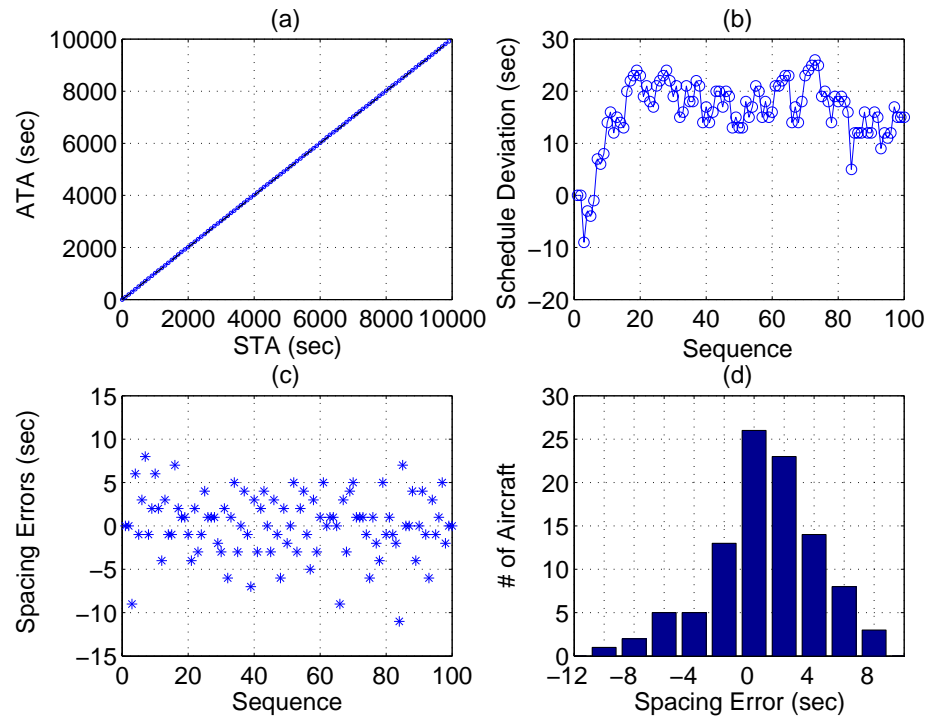 (a)
10000
8000
6000
4000
2000
0
ATA (sec)
0 2000 4000 6000 8000 10000
STA (sec)
(b)
30
20
10
0
−10
−20
Schedule Deviation (sec)
0 20 40 60 80 100
Sequence
(c)
15
10
5
0
−5
−10
−15
Spacing Errors (sec)
0 20 40 60 80 100
Sequence
(d)
30
25
20
15
10
5
0
# of Aircraft
−12 −8 −4 0 4 8
Spacing Error (sec)